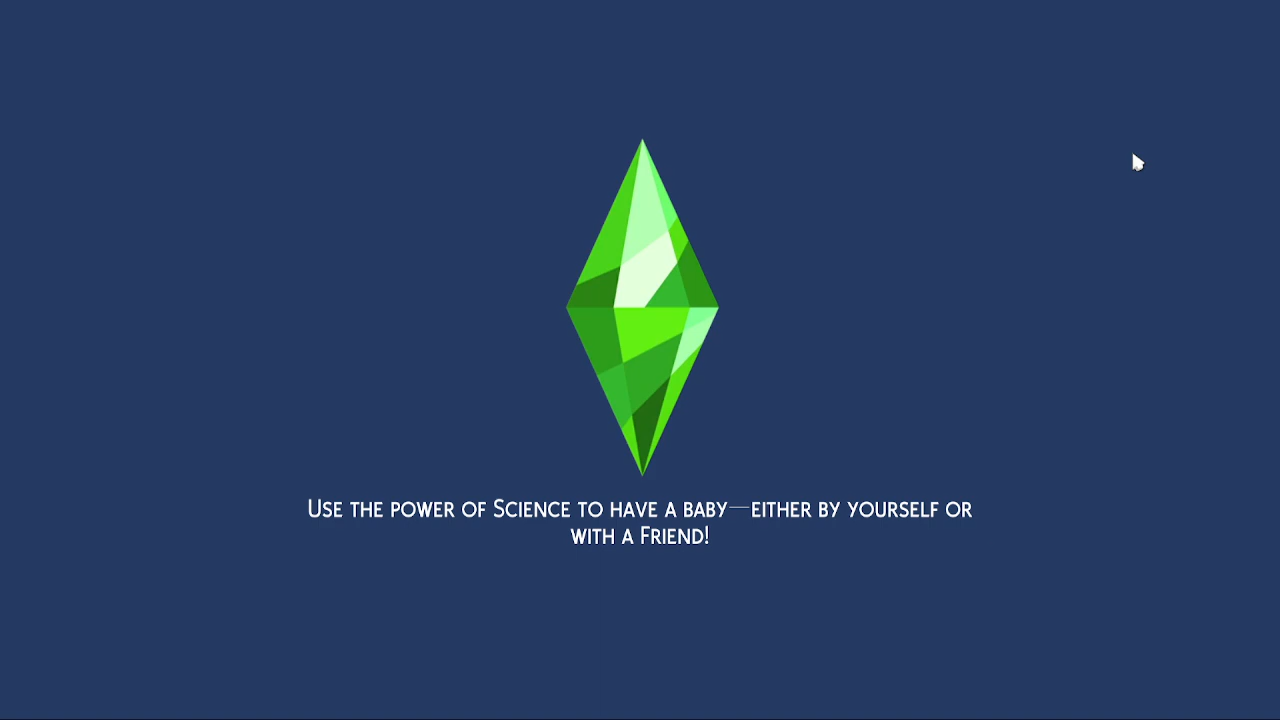 Use the power of Science to have a baby—either by yourself or
with a Friend!